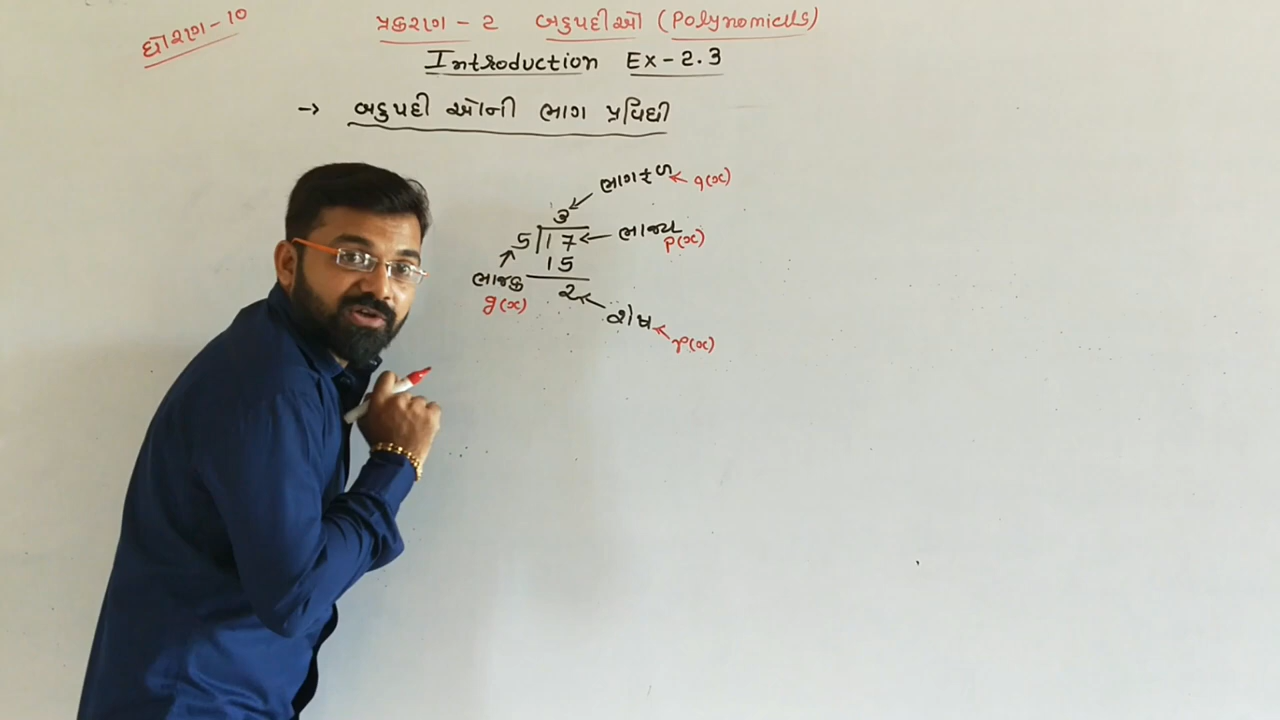 ધોરણ - 10
પ્રકરણ - 2 બહુપદીઓ (Polynomials)
Introduction Ex - 2.3
→ બહુપદીઓની ભાગ પ્રવિધી
ભાગફળ ← q(x)
3
5 17 ← ભાજ્ય
p(x)
15
ભાજક
g(x)
2
શેષ
r(x)